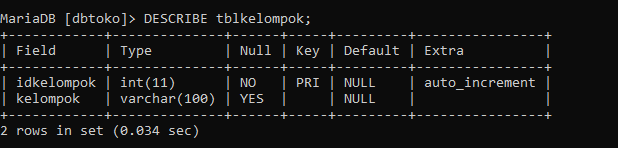 MariaDB [dbtoko]> DESCRIBE tblkelompok;
+------------+--------------+------+-----+---------+----------------+
| Field      | Type         | Null | Key | Default | Extra          |
+------------+--------------+------+-----+---------+----------------+
| idkelompok | int(11)      | NO   | PRI | NULL    | auto_increment |
| kelompok   | varchar(100) | YES  |     | NULL    |                |
+------------+--------------+------+-----+---------+----------------+
2 rows in set (0.034 sec)